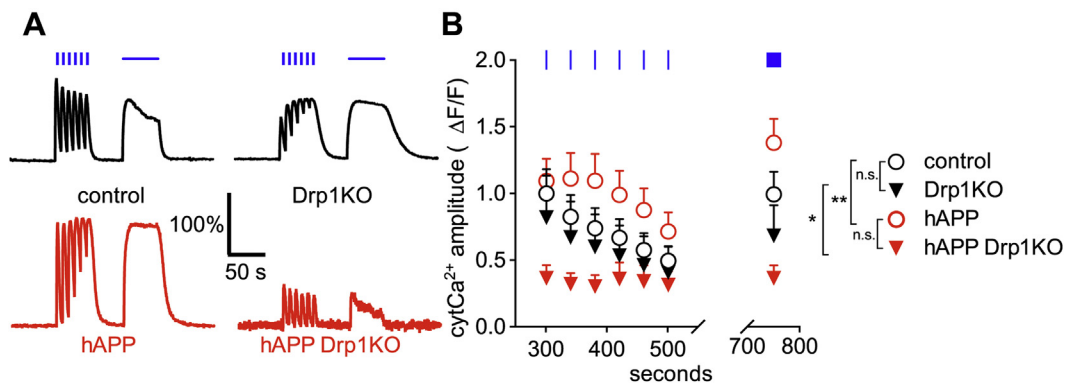 A
control
Drp1KO
100%
50 s
hAPP
hAPP Drp1KO
B
cytCa²⁺ amplitude ( ΔF/F)
2.0
1.5
1.0
0.5
0.0
300
400
500
700
800
seconds
*
**
n.s.
n.s.
control
Drp1KO
hAPP
hAPP Drp1KO